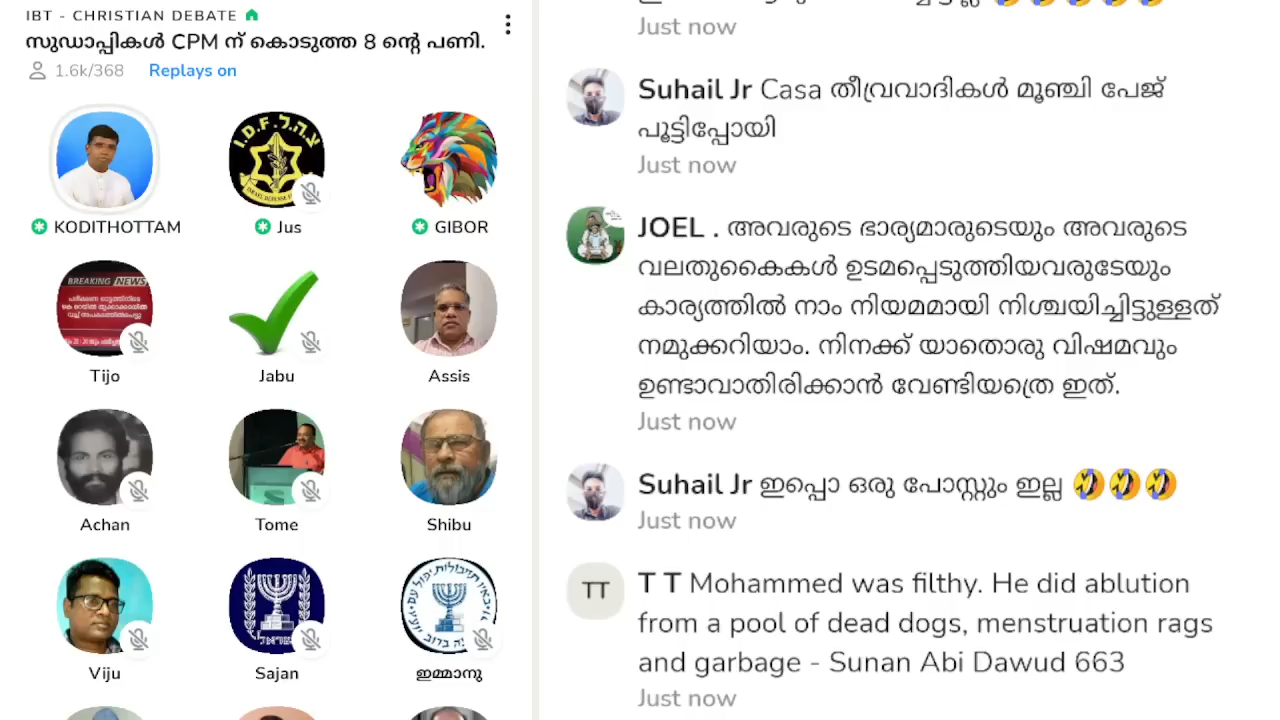 IBT - CHRISTIAN DEBATE
സുഡാപ്പികൾ CPM ന് കൊടുത്ത 8 ന്റെ പണി.
1.6k/368 Replays on
KODITHOTTAM
Jus
GIBOR
BREAKING NEWS
Tijo
Jabu
Assis
Achan
Tome
Shibu
Viju
Sajan
ഇമ്മാനു
Just now
Suhail Jr Casa തീവ്രവാദികൾ മൂഞ്ചി പേജ്
പൂട്ടിപ്പോയി
Just now
JOEL . അവരുടെ ഭാര്യമാരുടെയും അവരുടെ
വലതുകൈകൾ ഉടമപ്പെടുത്തിയവരുടേയും
കാര്യത്തിൽ നാം നിയമമായി നിശ്ചയിച്ചിട്ടുള്ളത്
നമുക്കറിയാം. നിനക്ക് യാതൊരു വിഷമവും
ഉണ്ടാവാതിരിക്കാൻ വേണ്ടിയത്രെ ഇത്.
Just now
Suhail Jr ഇപ്പൊ ഒരു പോസ്റ്റും ഇല്ല 🤣🤣🤣
Just now
TT
T T Mohammed was filthy. He did ablution
from a pool of dead dogs, menstruation rags
and garbage - Sunan Abi Dawud 663
Just now